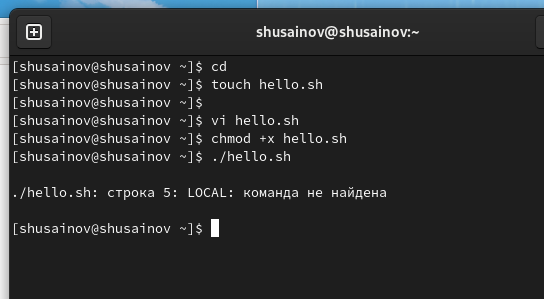 shusainov@shusainov:~
[shusainov@shusainov ~]$ cd
[shusainov@shusainov ~]$ touch hello.sh
[shusainov@shusainov ~]$
[shusainov@shusainov ~]$ vi hello.sh
[shusainov@shusainov ~]$ chmod +x hello.sh
[shusainov@shusainov ~]$ ./hello.sh
./hello.sh: строка 5: LOCAL: команда не найдена
[shusainov@shusainov ~]$